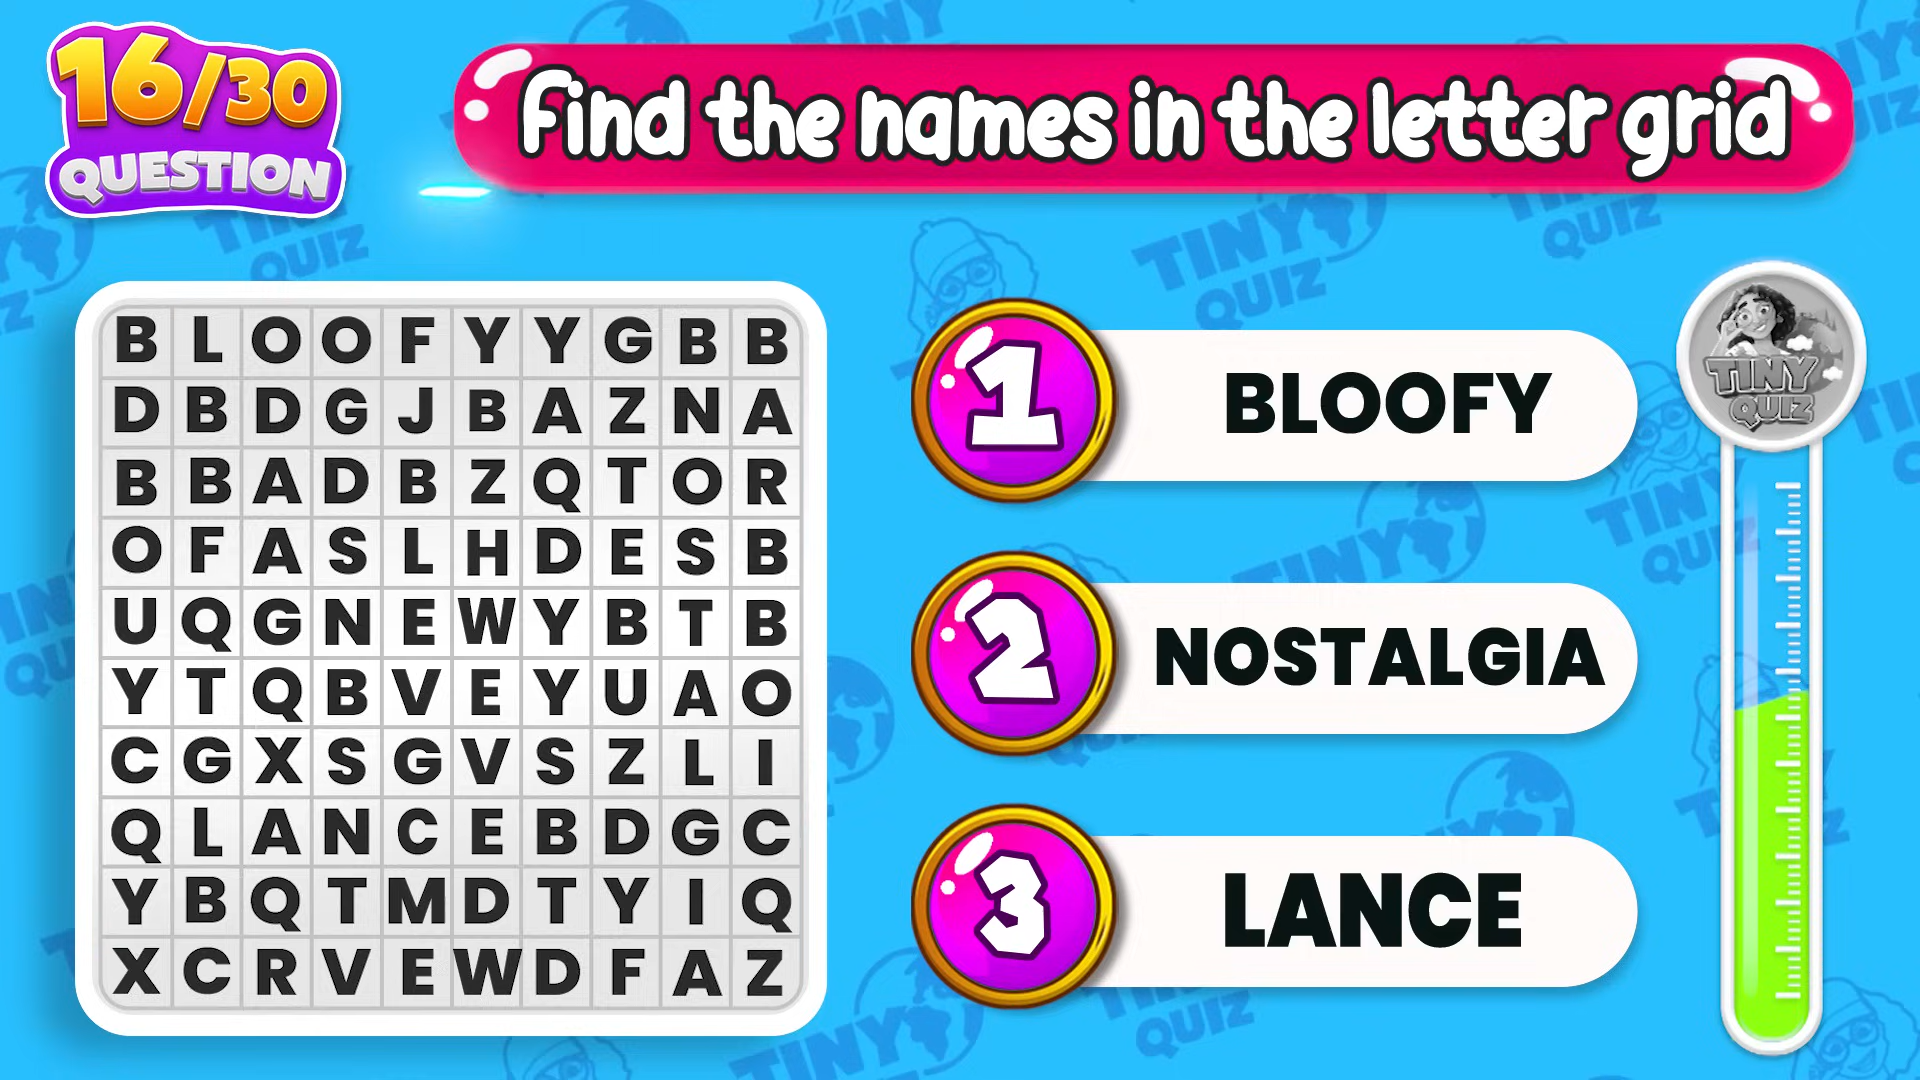 16/30
QUESTION
Find the names in the letter grid
B L O O F Y Y G B B
D B D G J B A Z N A
B B A D B Z Q T O R
O F A S L H D E S B
U Q G N E W Y B T B
Y T Q B V E Y U A O
C G X S G V S Z L I
Q L A N C E B D G C
Y B Q T M D T Y I Q
X C R V E W D F A Z
1 BLOOFY
2 NOSTALGIA
3 LANCE
TINY
QUIZ